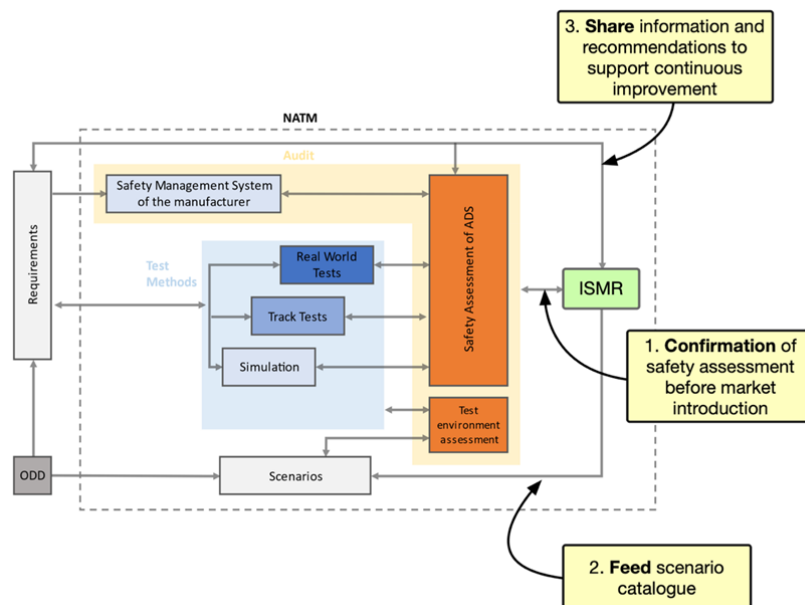 3. Share information and
recommendations to
support continuous
improvement
NATM
Audit
Safety Management System
of the manufacturer
Requirements
Safety Assessment of ADS
Test
Methods
Real World
Tests
Track Tests
Simulation
ISMR
1. Confirmation of
safety assessment
before market
introduction
Test
environment
assessment
ODD
Scenarios
2. Feed scenario
catalogue